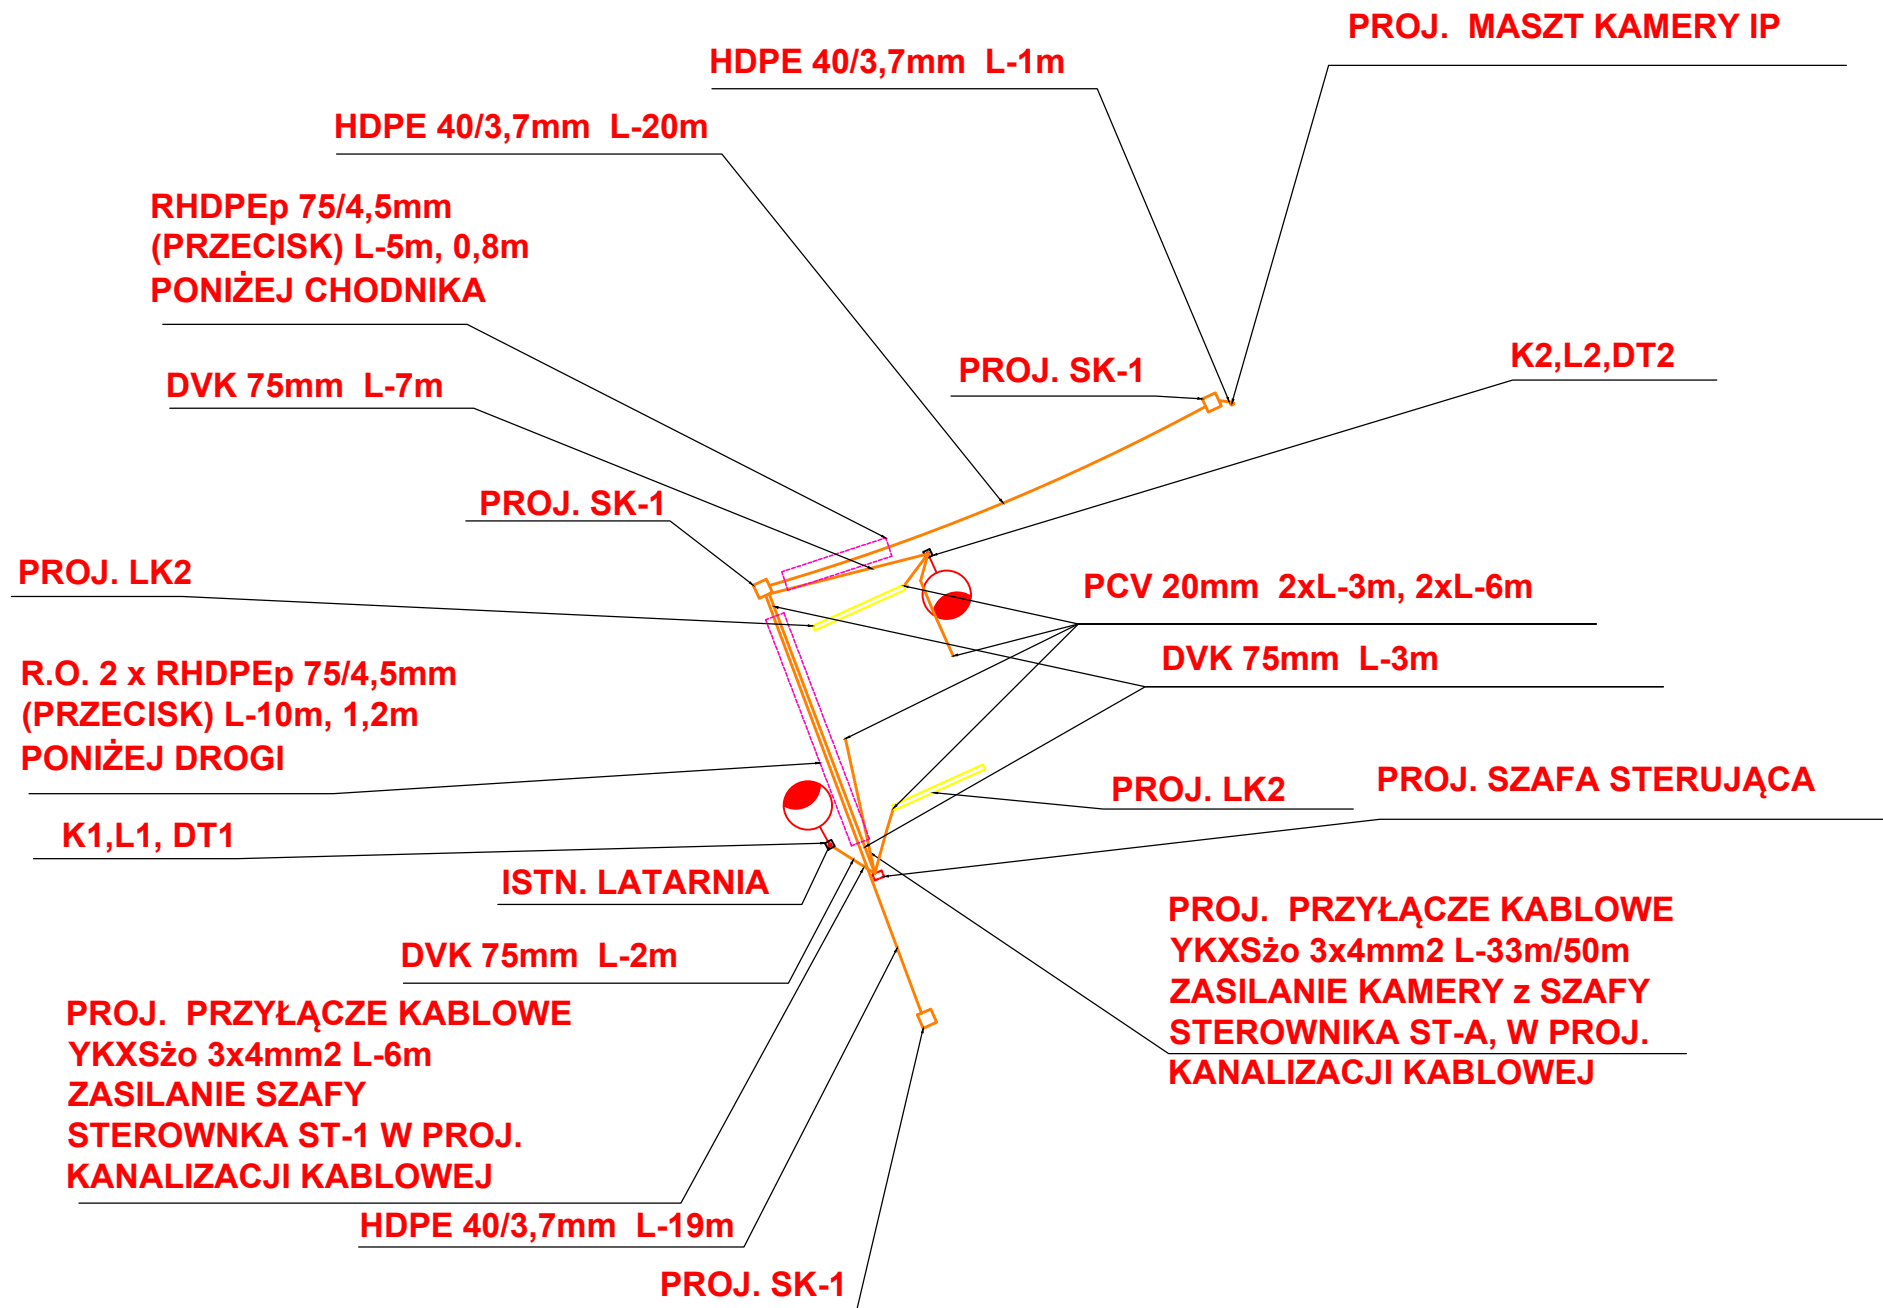 PROJ.  MASZT KAMERY IP
HDPE 40/3,7mm  L-1m
HDPE 40/3,7mm  L-20m
RHDPEp 75/4,5mm
(PRZECISK) L-5m, 0,8m
PONIŻEJ CHODNIKA
K2,L2,DT2
PROJ. SK-1
DVK 75mm  L-7m
PROJ. SK-1
PROJ. LK2
PCV 20mm  2xL-3m, 2xL-6m
DVK 75mm  L-3m
R.O. 2 x RHDPEp 75/4,5mm
(PRZECISK) L-10m, 1,2m
PONIŻEJ DROGI
PROJ. LK2
PROJ. SZAFA STERUJĄCA
K1,L1, DT1
ISTN. LATARNIA
DVK 75mm  L-2m
PROJ.  PRZYŁĄCZE KABLOWE
YKXSżo 3x4mm2 L-33m/50m
ZASILANIE KAMERY z SZAFY
STEROWNIKA ST-A, W PROJ.
KANALIZACJI KABLOWEJ
PROJ.  PRZYŁĄCZE KABLOWE
YKXSżo 3x4mm2 L-6m
ZASILANIE SZAFY
STEROWNKA ST-1 W PROJ.
KANALIZACJI KABLOWEJ
HDPE 40/3,7mm  L-19m
PROJ. SK-1